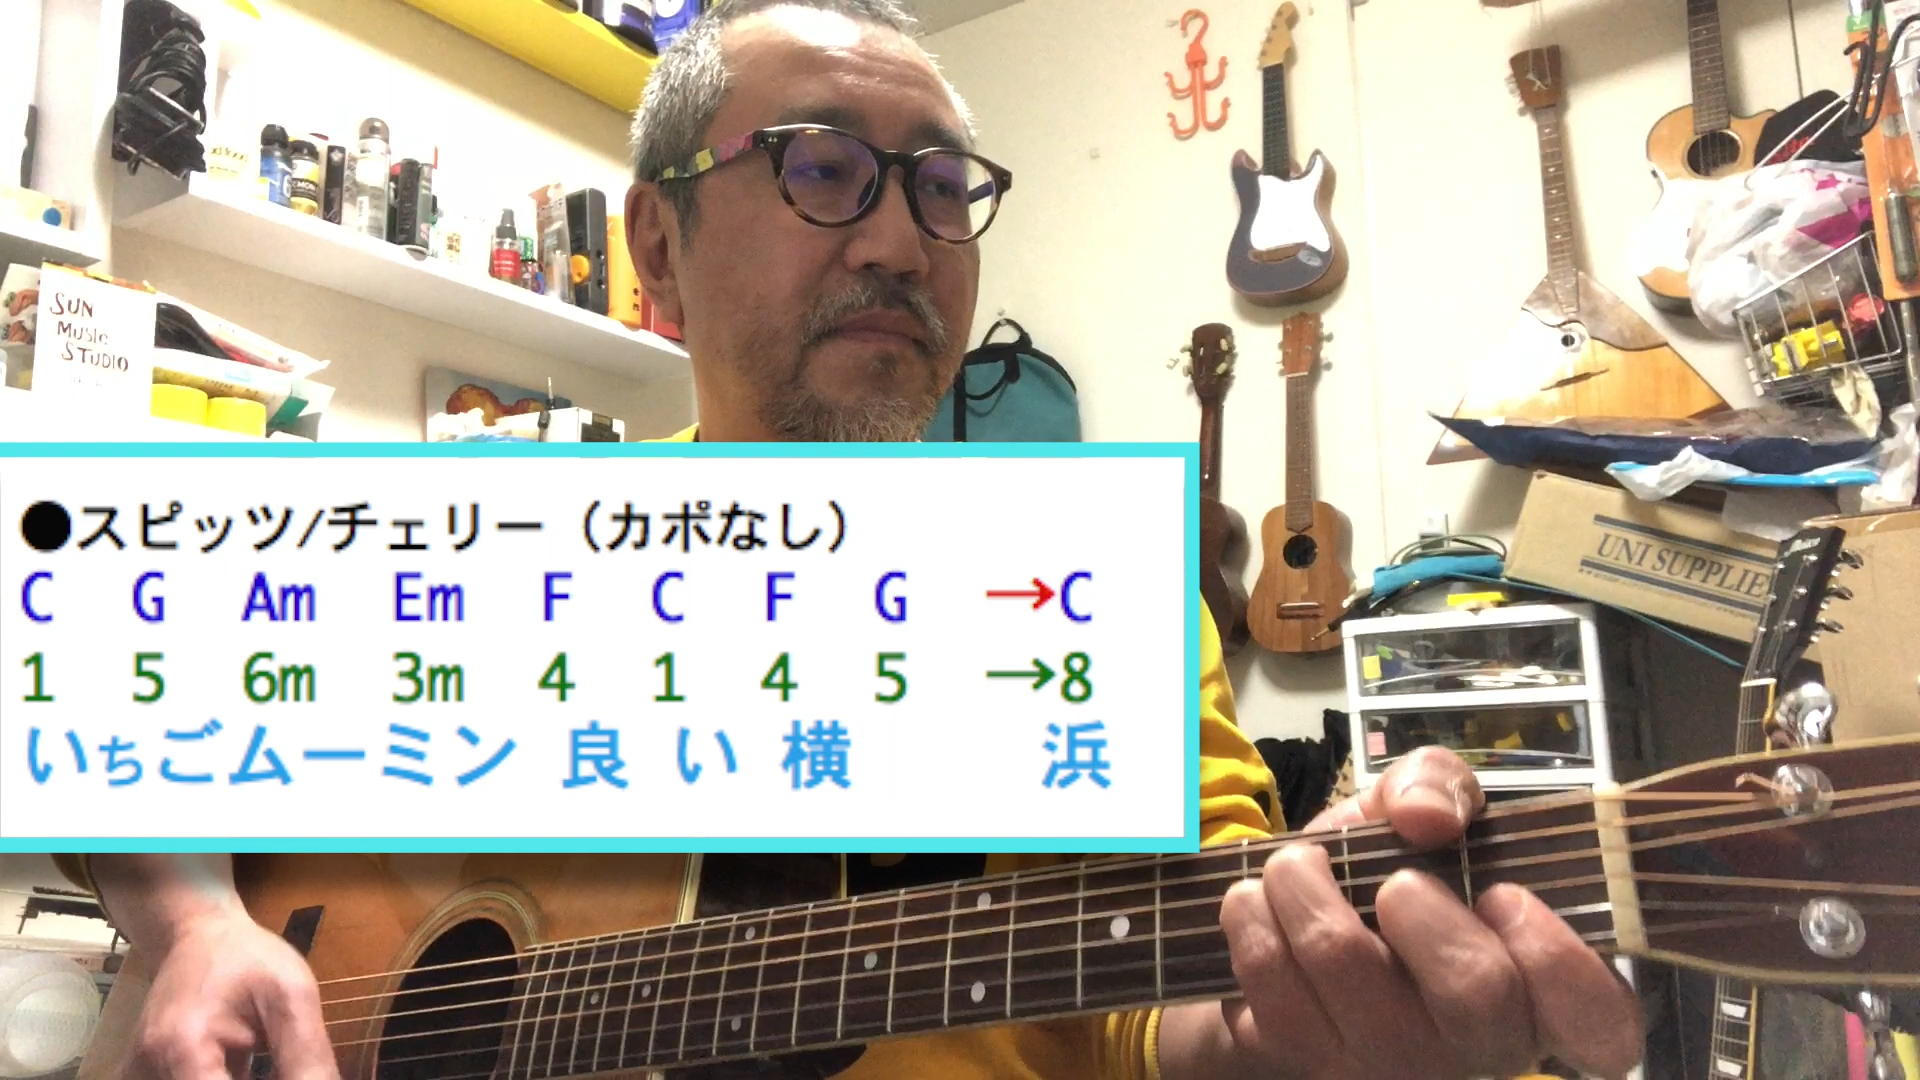 SUN
MUSIC
STUDIO
●スピッツ/チェリー（カポなし）
C G Am Em F C F G →C
1 5 6m 3m 4 1 4 5 →8
いちごムーミン 良 い 横 浜
UNI SUPPLIE